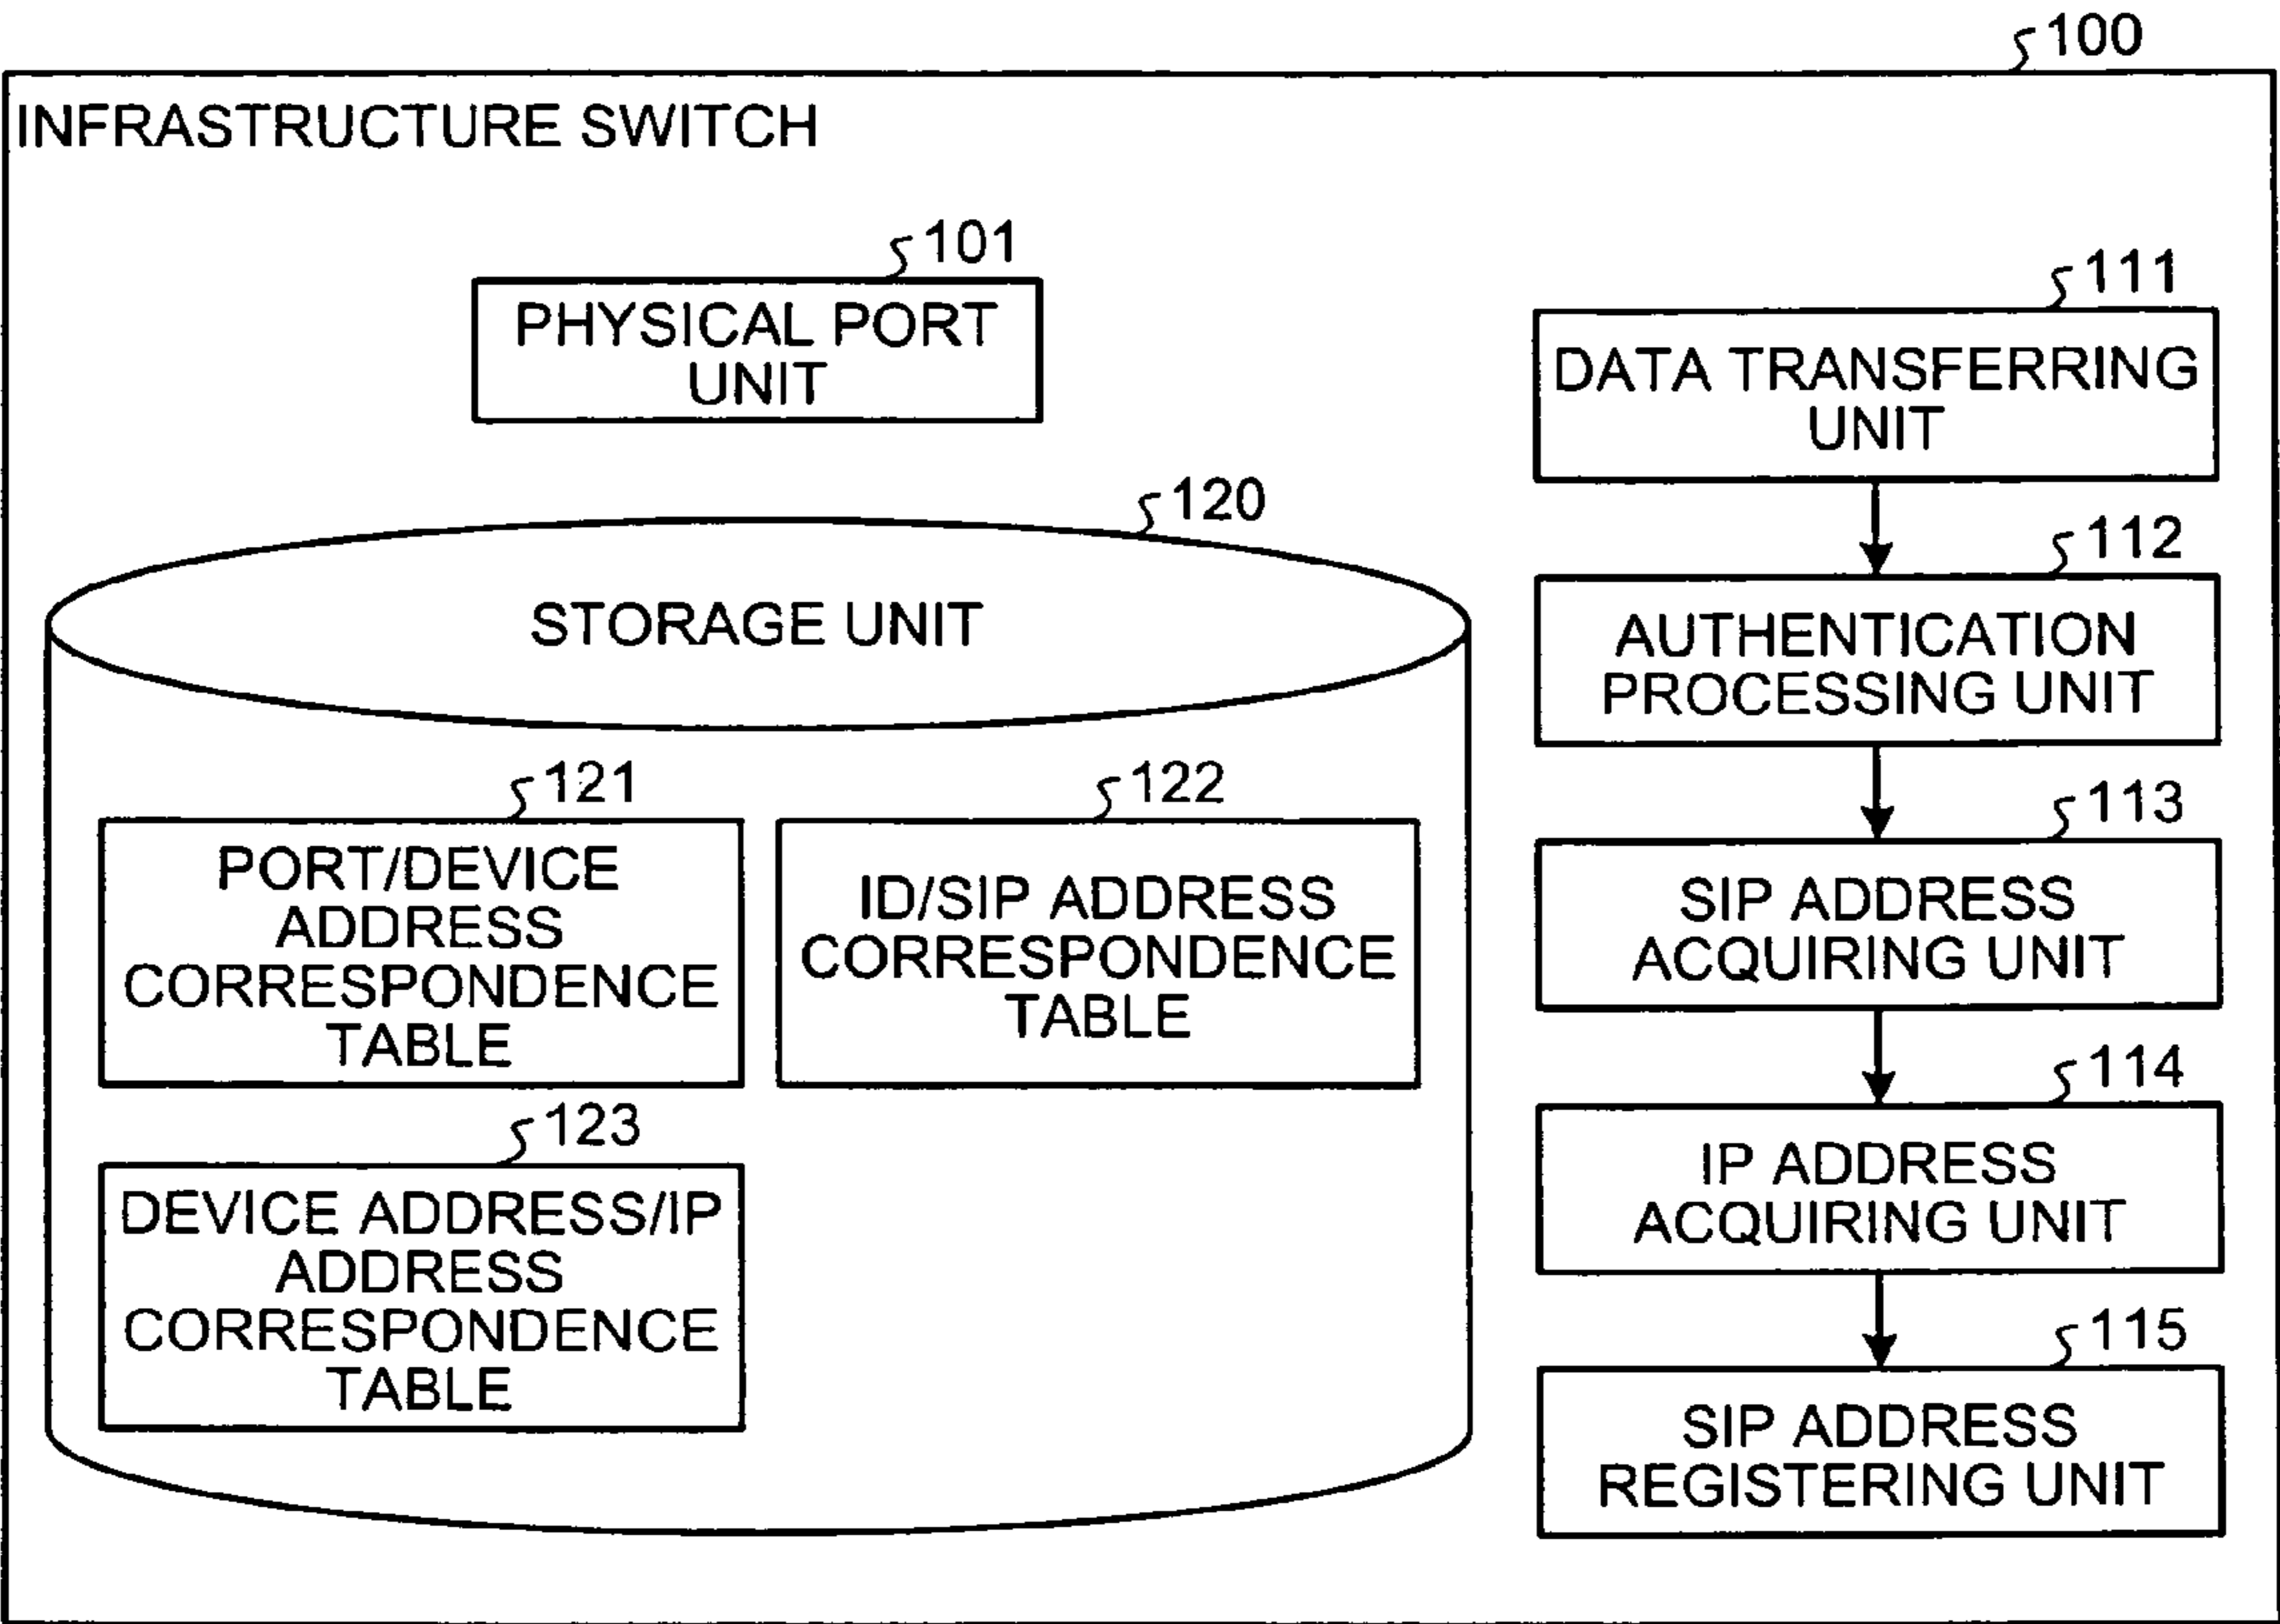 100
INFRASTRUCTURE SWITCH
101
PHYSICAL PORT
UNIT
120
STORAGE UNIT
121
PORT/DEVICE
ADDRESS
CORRESPONDENCE
TABLE
122
ID/SIP ADDRESS
CORRESPONDENCE
TABLE
123
DEVICE ADDRESS/IP
ADDRESS
CORRESPONDENCE
TABLE
111
DATA TRANSFERRING
UNIT
112
AUTHENTICATION
PROCESSING UNIT
113
SIP ADDRESS
ACQUIRING UNIT
114
IP ADDRESS
ACQUIRING UNIT
115
SIP ADDRESS
REGISTERING UNIT